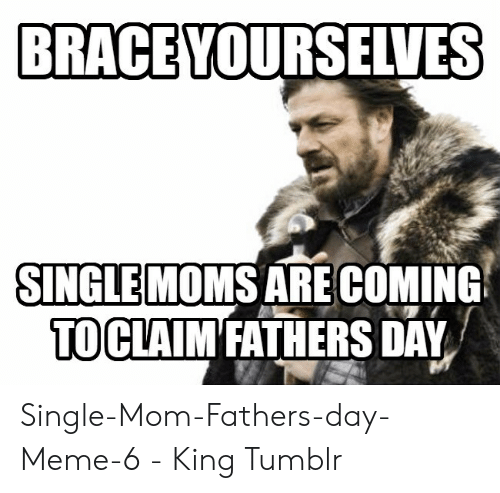 BRACE YOURSELVES
SINGLE MOMS ARE COMING
TO CLAIM FATHERS DAY
Single-Mom-Fathers-day-
Meme-6 - King Tumblr